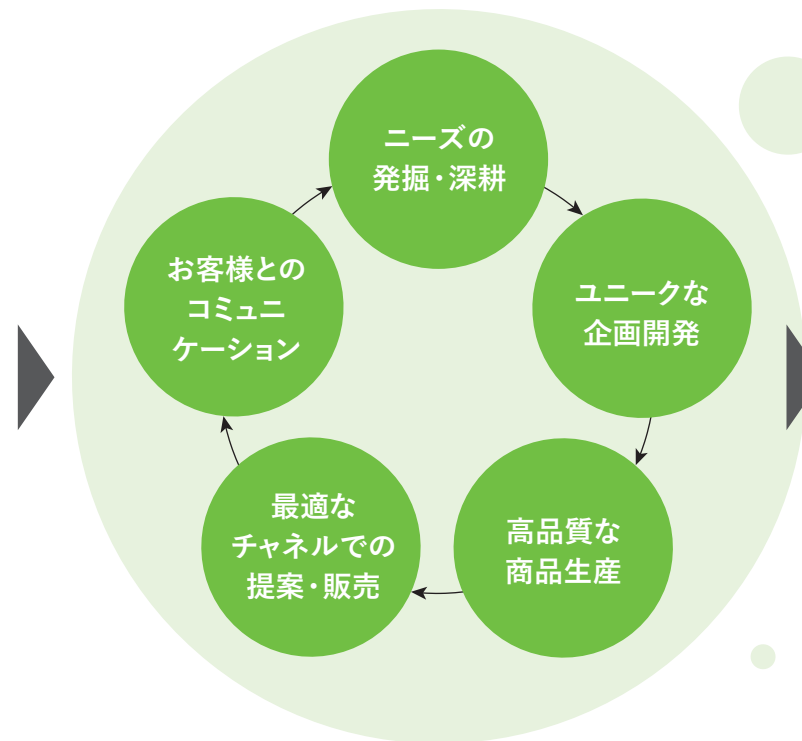 ニーズの
発掘・深耕
ユニークな
企画開発
高品質な
商品生産
最適な
チャネルでの
提案・販売
お客様との
コミュニ
ケーション